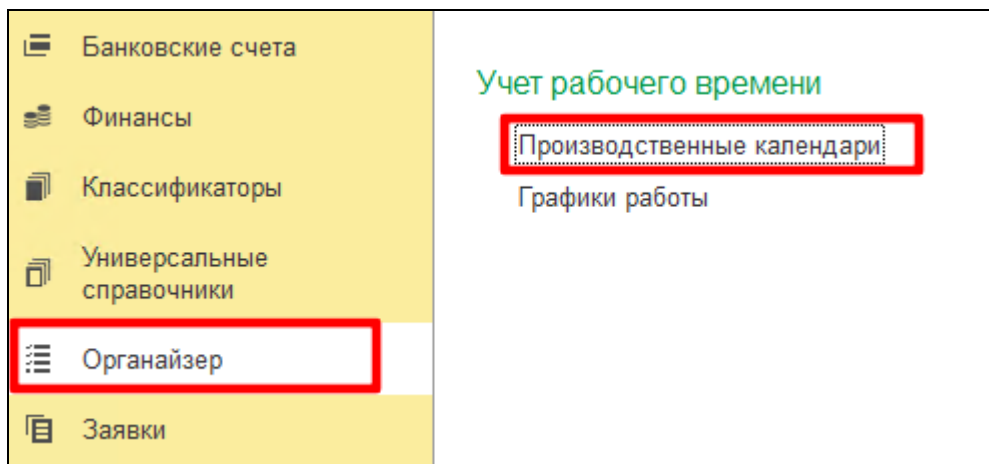 Банковские счета
Финансы
Классификаторы
Универсальные
справочники
Органайзер
Заявки
Учет рабочего времени
Производственные календари
Графики работы